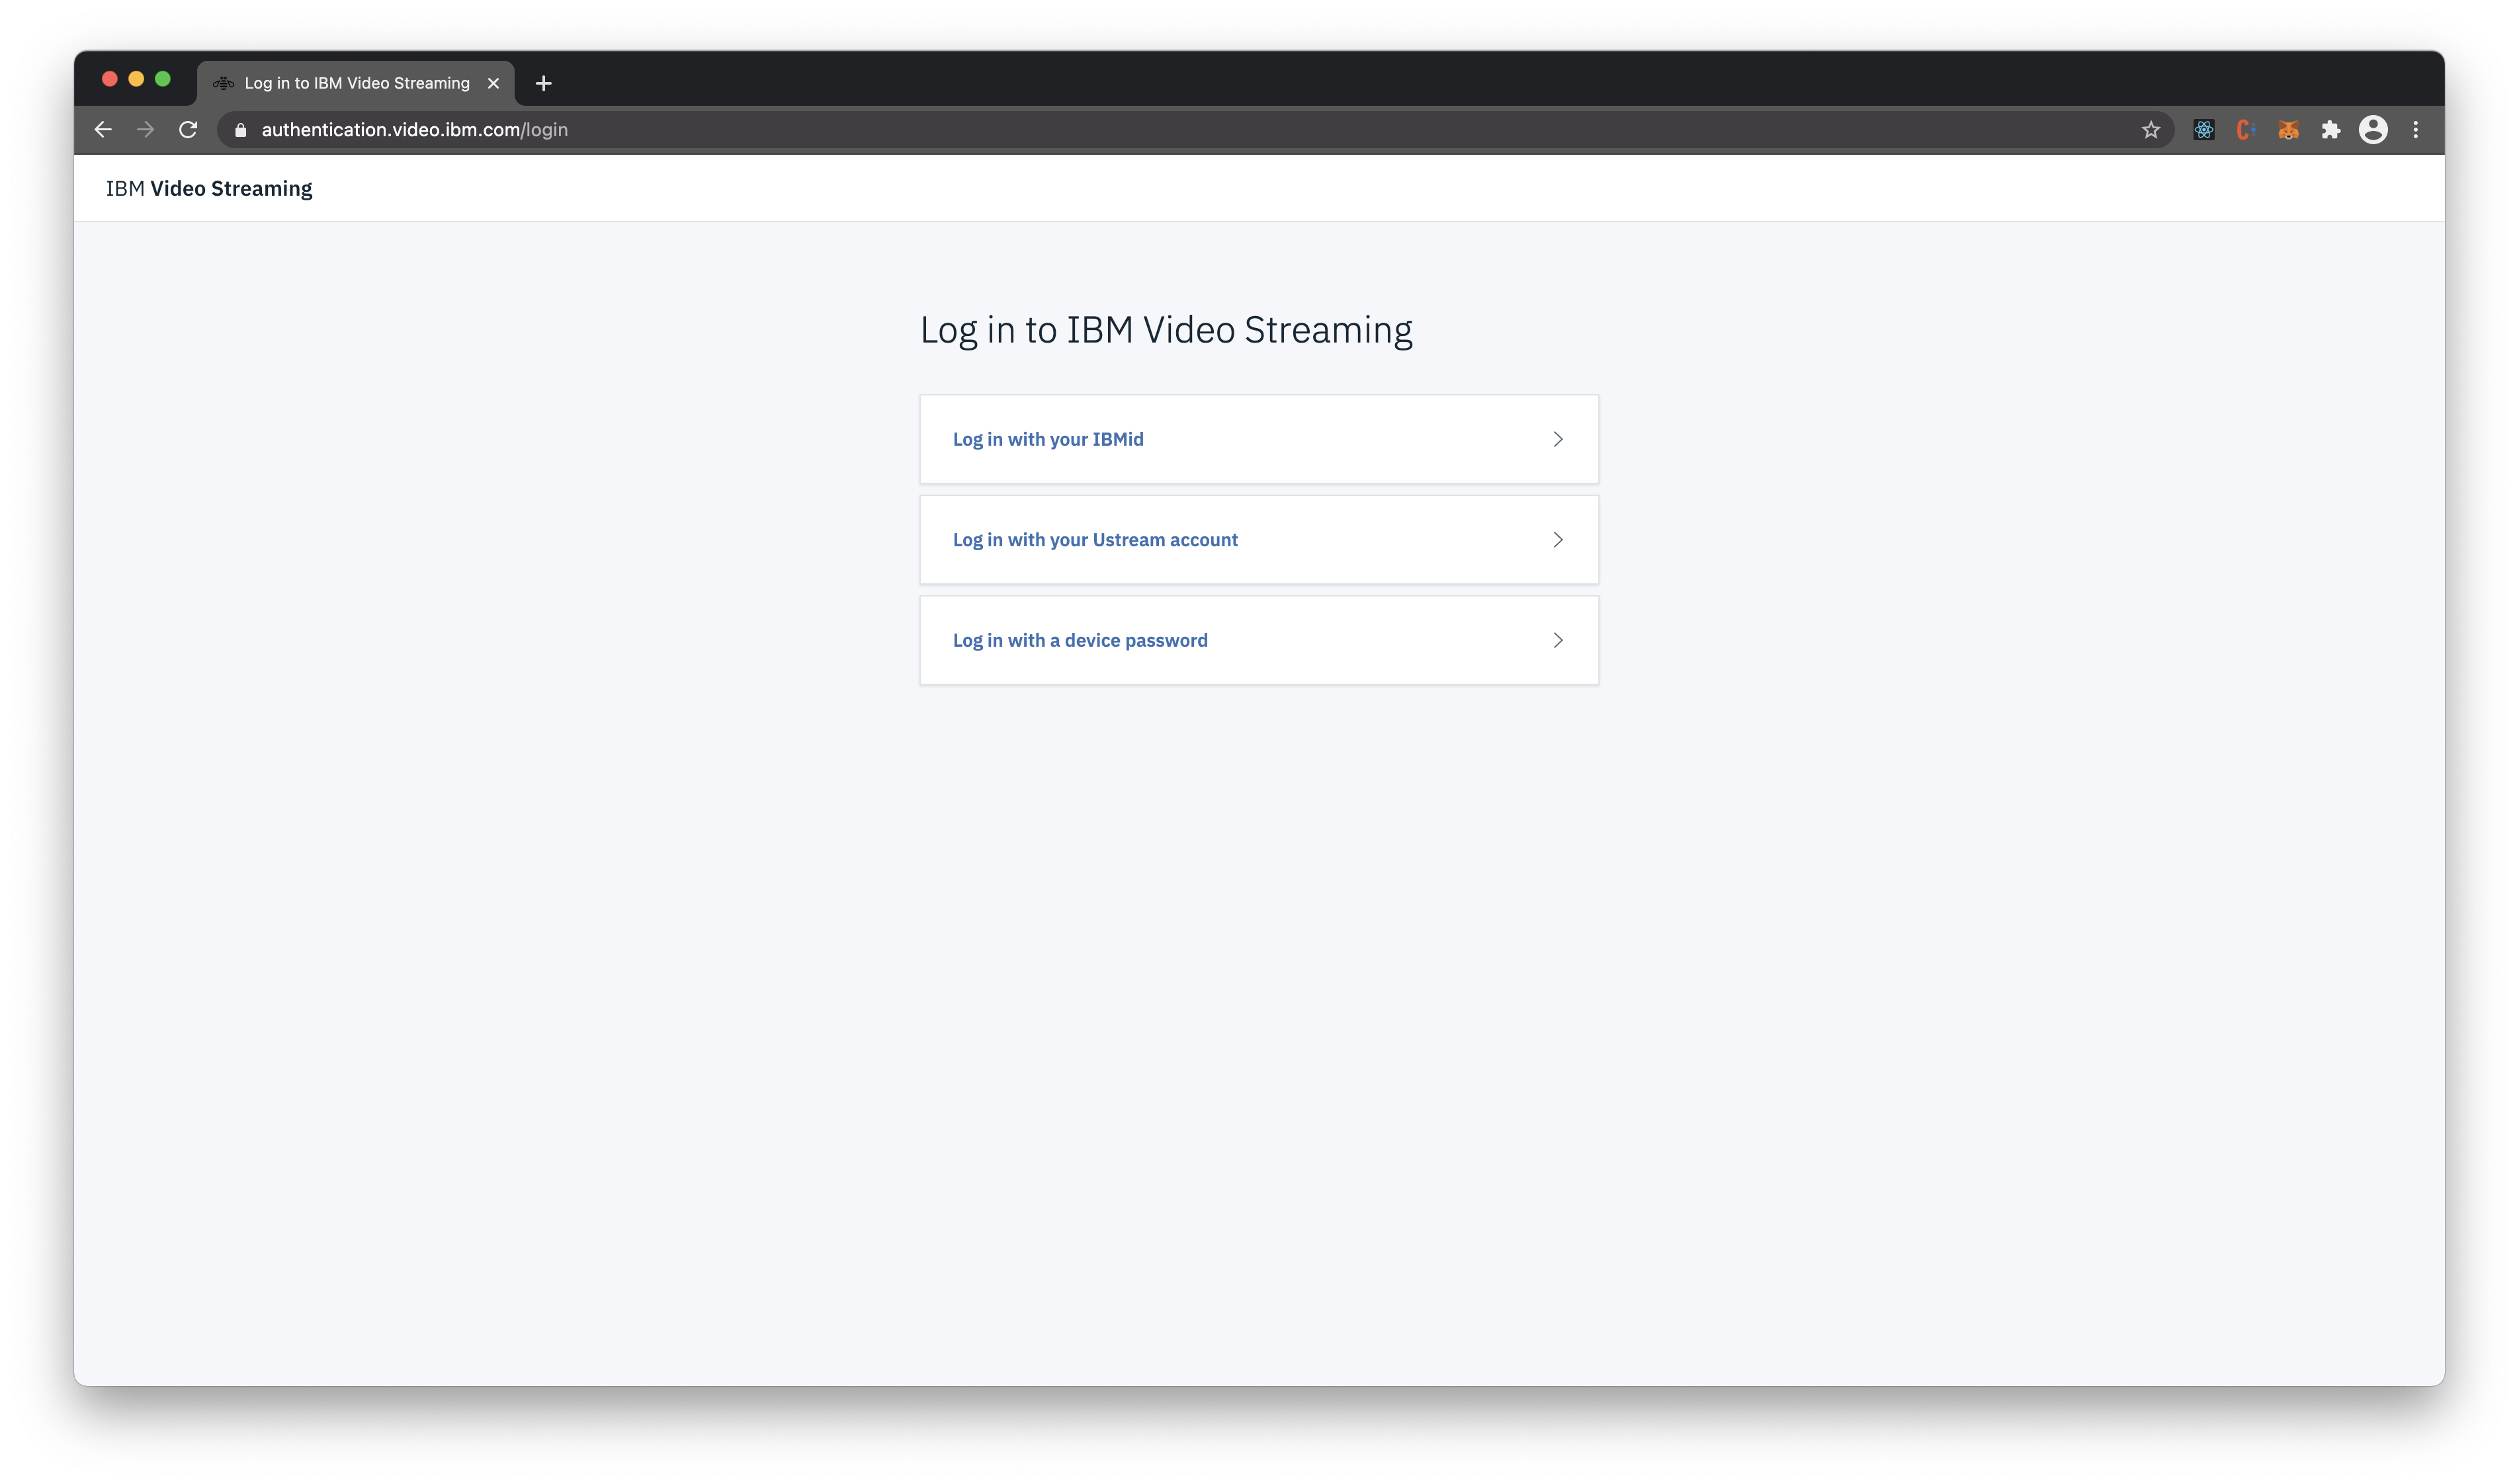 Log in to IBM Video Streaming
authentication.video.ibm.com/login
IBM Video Streaming
Log in to IBM Video Streaming
Log in with your IBMid
Log in with your Ustream account
Log in with a device password